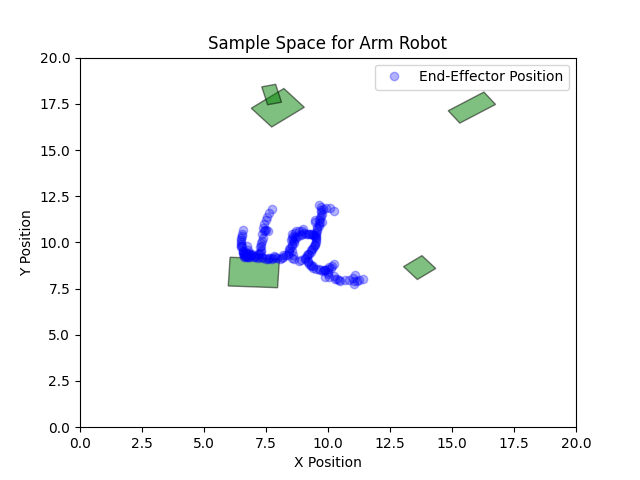 Sample Space for Arm Robot
End-Effector Position
20.0
17.5
15.0
12.5
10.0
7.5
5.0
2.5
0.0
Y Position
0.0 2.5 5.0 7.5 10.0 12.5 15.0 17.5 20.0
X Position